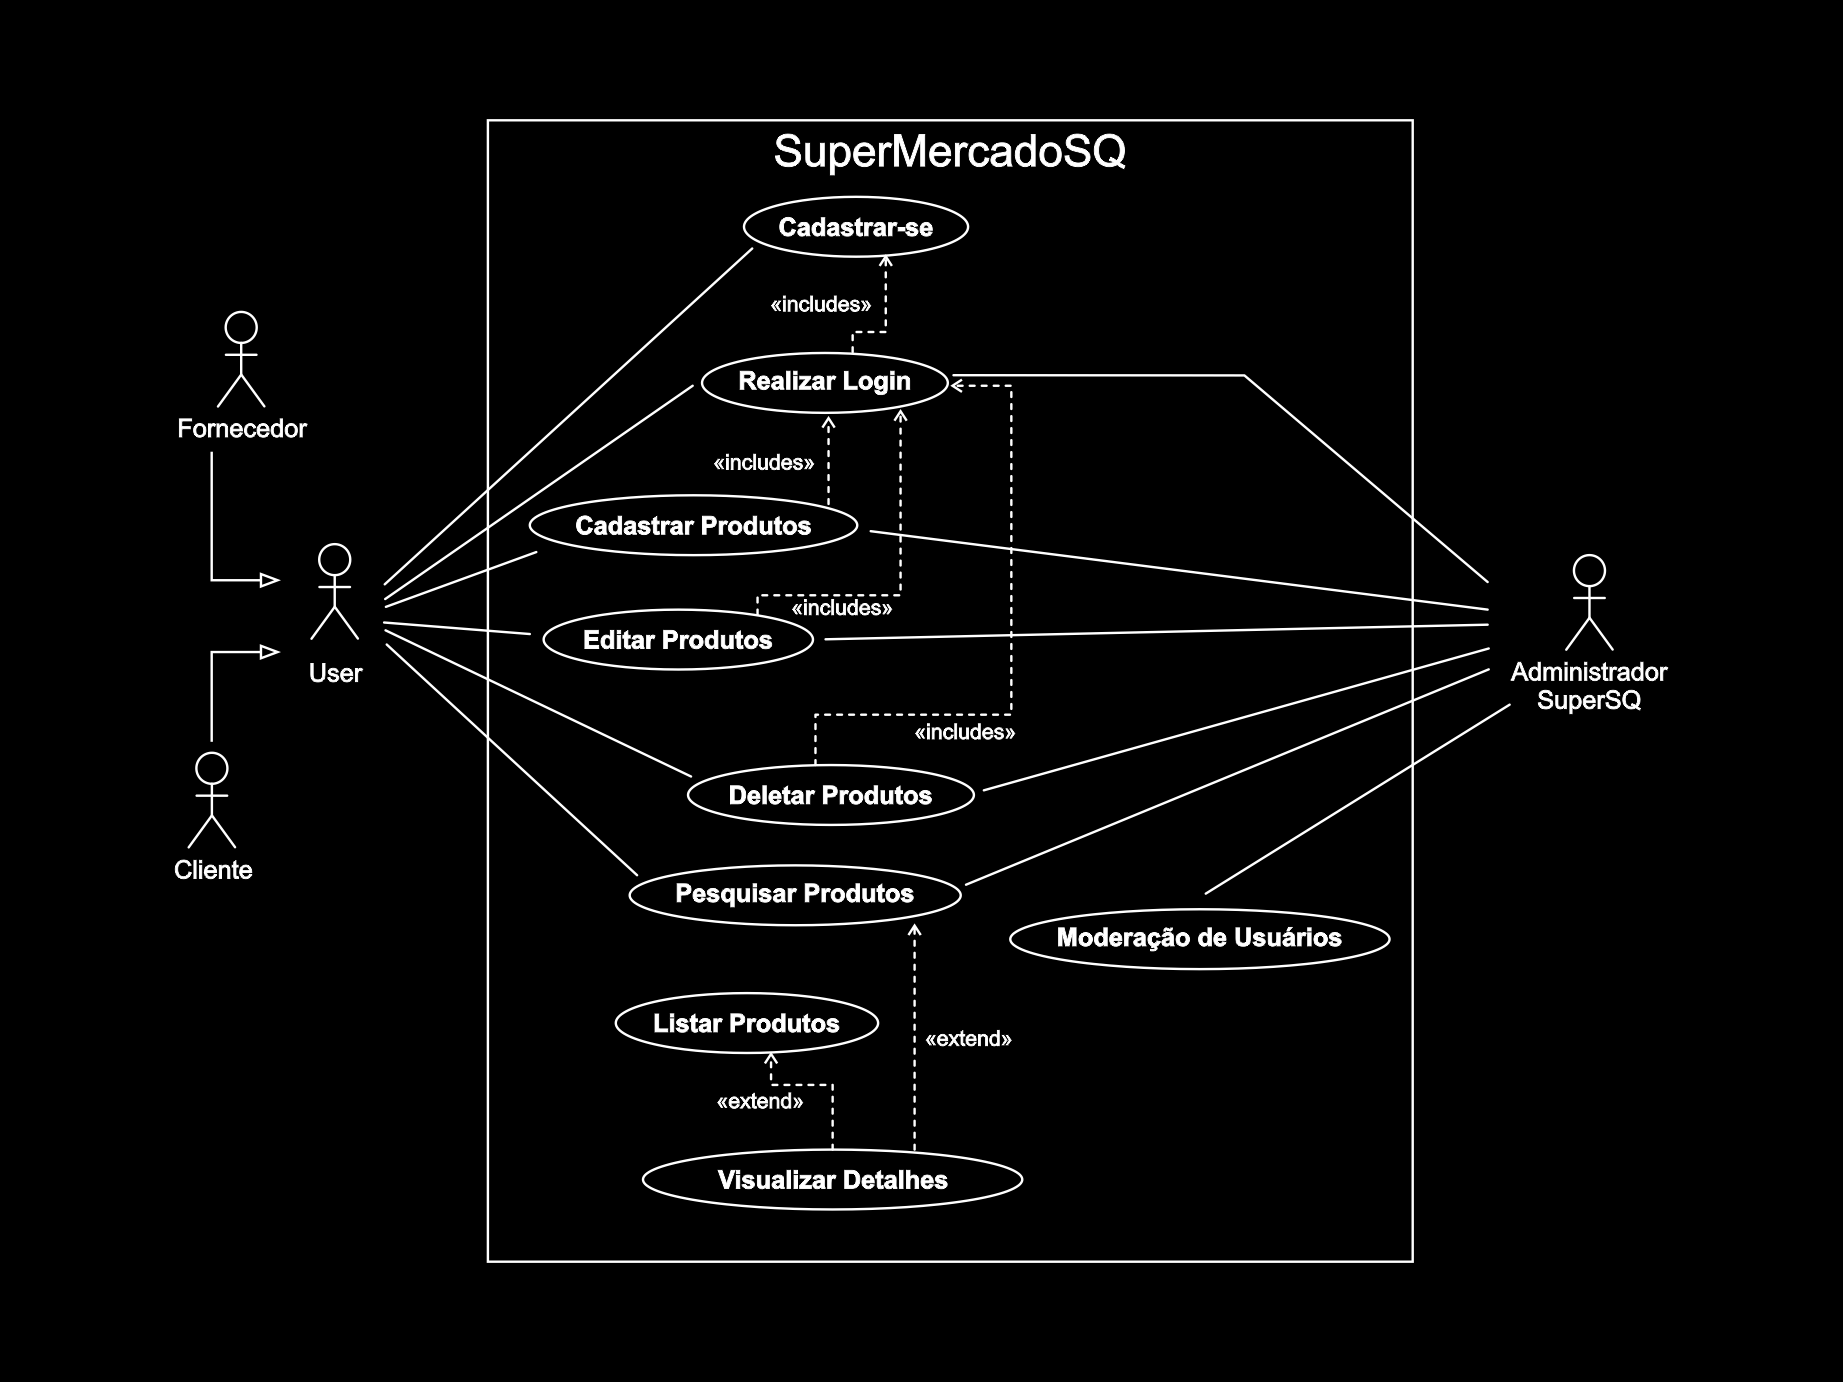 SuperMercadoSQ
Cadastrar-se
«includes»
Realizar Login
Fornecedor
«includes»
Cadastrar Produtos
«includes»
Editar Produtos
User
Administrador
SuperSQ
«includes»
Deletar Produtos
Cliente
Pesquisar Produtos
Moderação de Usuários
Listar Produtos
«extend»
«extend»
Visualizar Detalhes